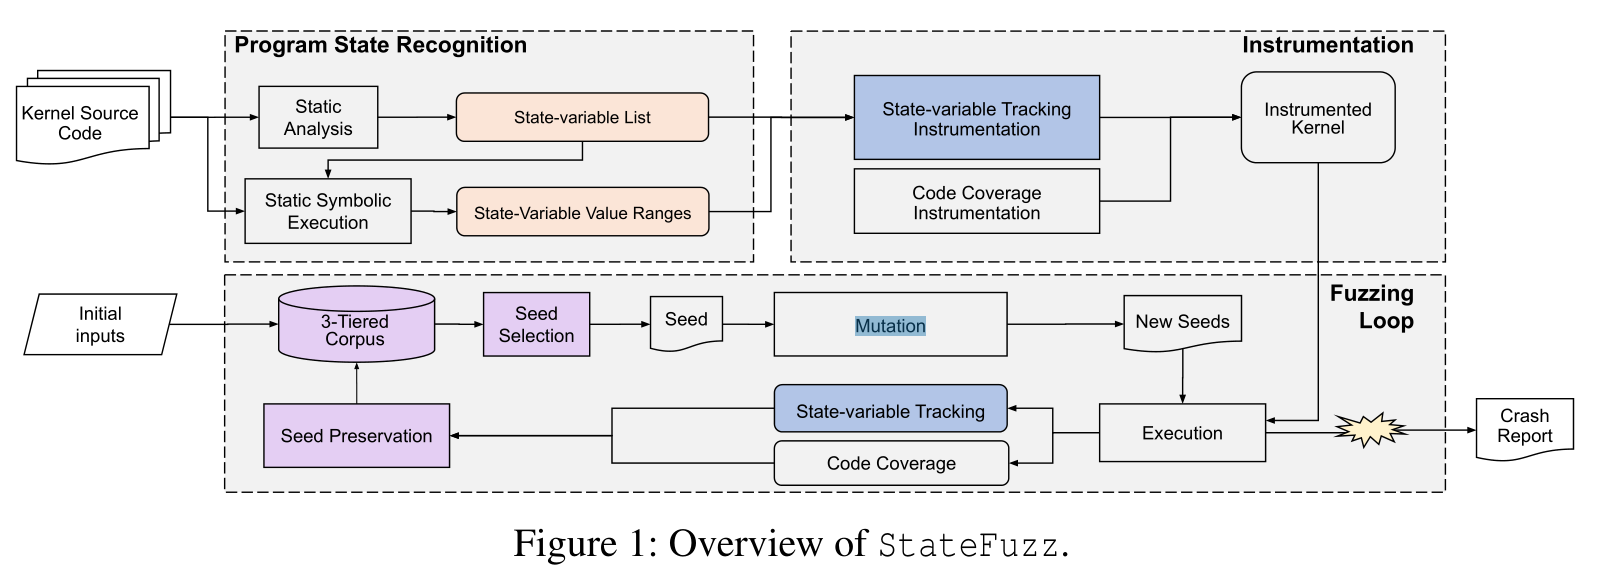 Program State Recognition
Instrumentation
Kernel Source
Code
Static
Analysis
State-variable List
State-variable Tracking
Instrumentation
Instrumented
Kernel
Static Symbolic
Execution
State-Variable Value Ranges
Code Coverage
Instrumentation
Fuzzing
Loop
Initial
inputs
3-Tiered
Corpus
Seed
Selection
Seed
Mutation
New Seeds
State-variable Tracking
Seed Preservation
Execution
Code Coverage
Crash
Report
Figure 1: Overview of StateFuzz.